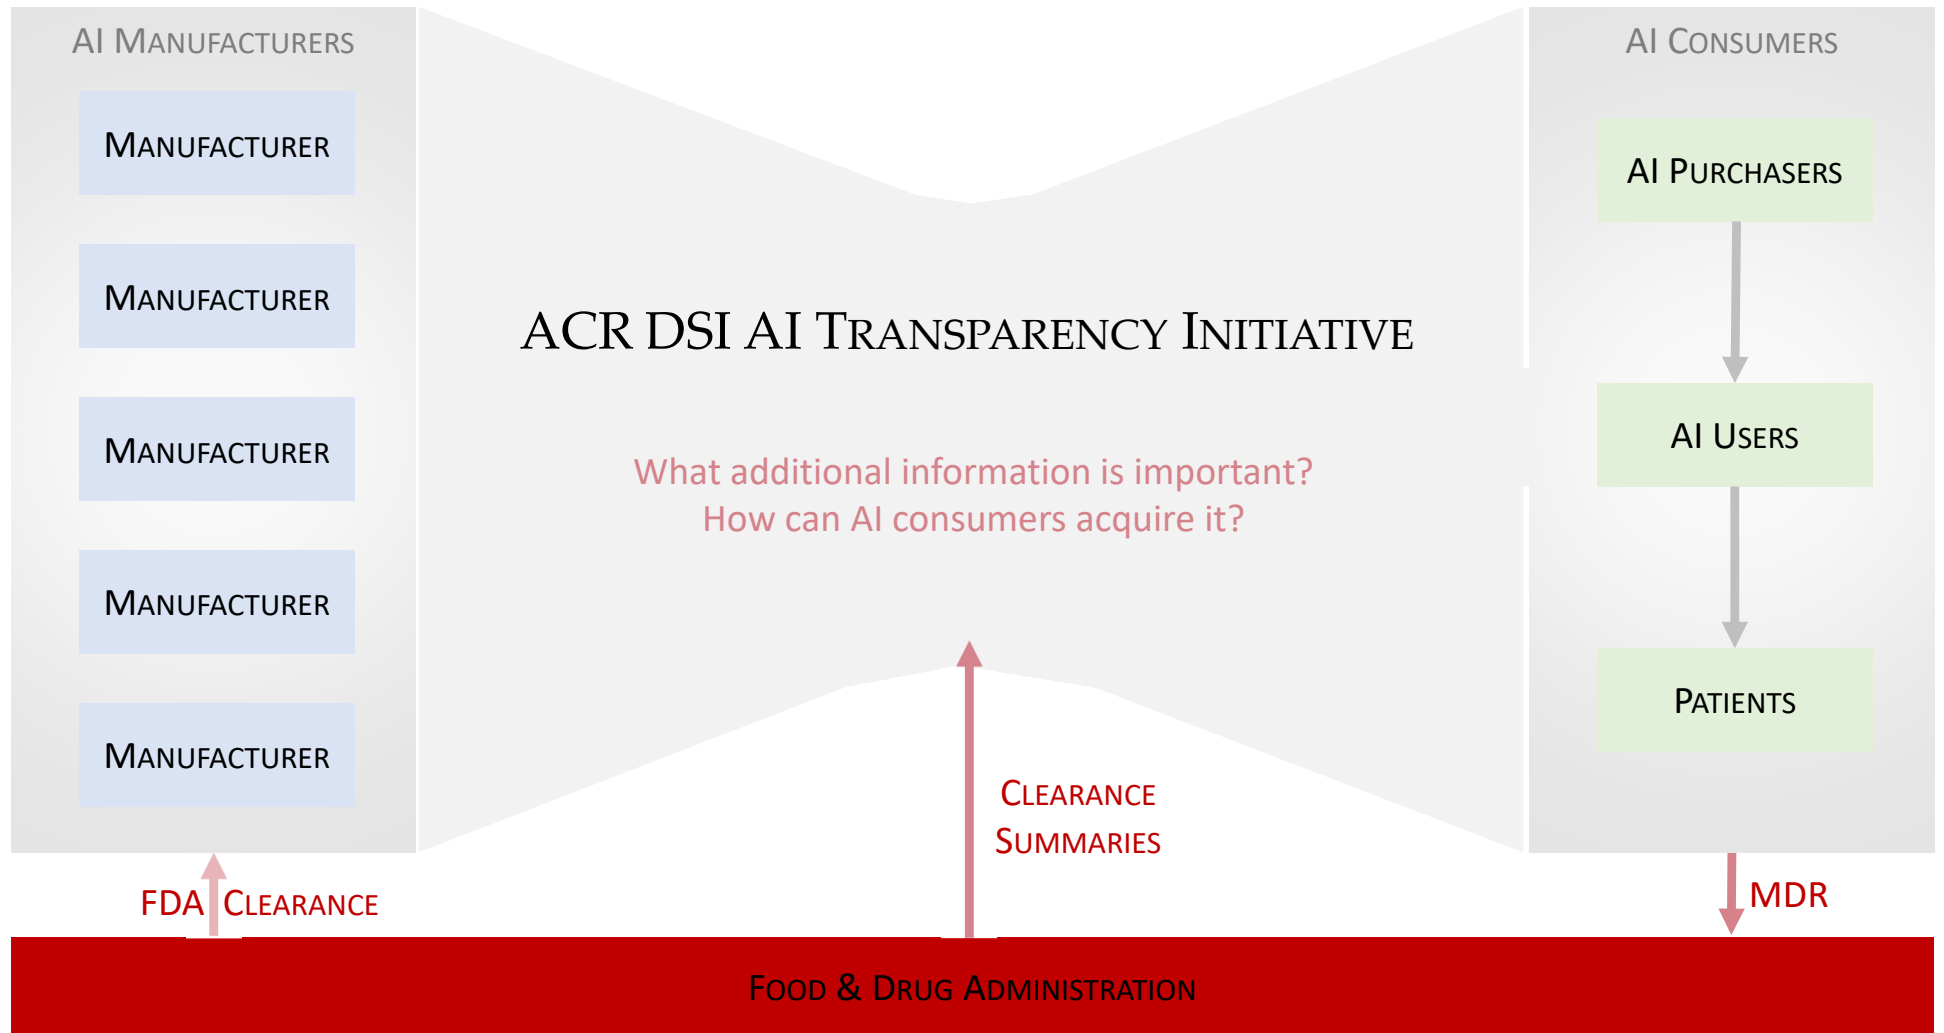 AI Manufacturers
Manufacturer
Manufacturer
Manufacturer
Manufacturer
Manufacturer
ACR DSI AI Transparency Initiative
What additional information is important?
How can AI consumers acquire it?
AI Consumers
AI Purchasers
AI Users
Patients
FDA Clearance
Clearance
Summaries
MDR
Food & Drug Administration